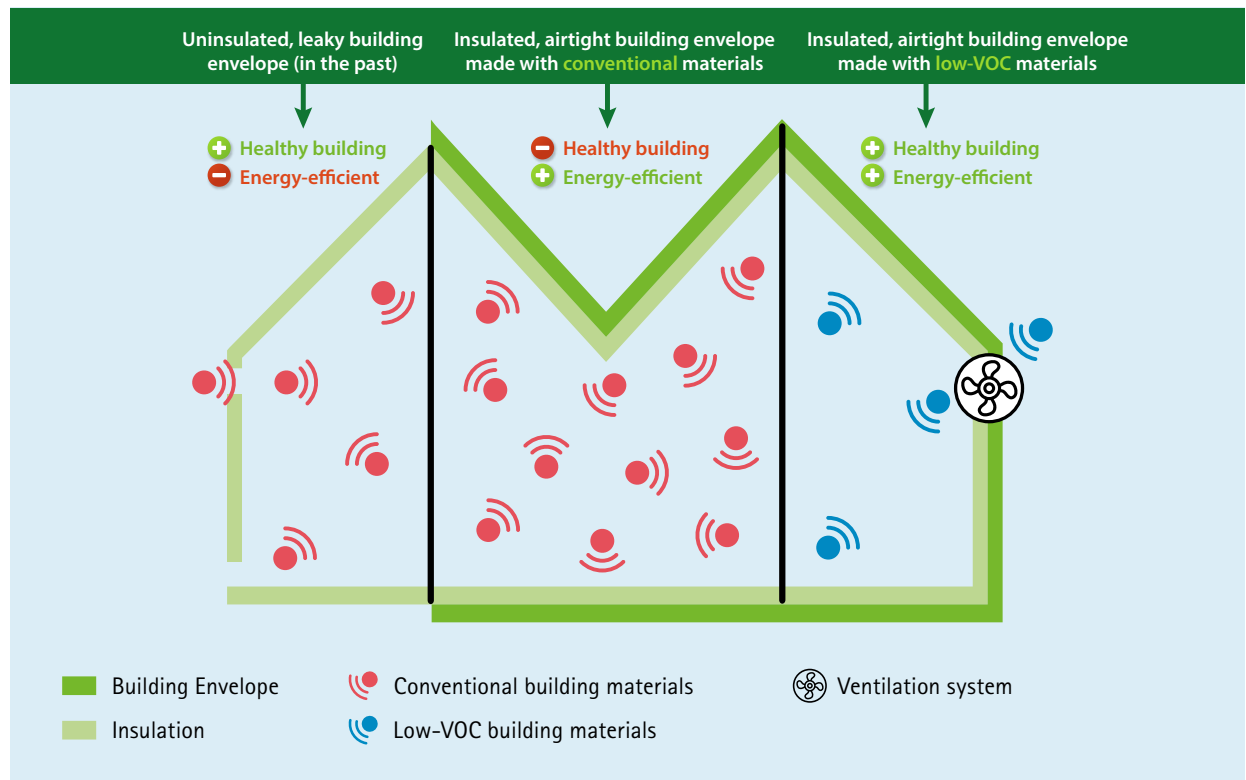 Uninsulated, leaky building
envelope (in the past)
Insulated, airtight building envelope
made with conventional materials
Insulated, airtight building envelope
made with low-VOC materials
Healthy building
Energy-efficient
Healthy building
Energy-efficient
Healthy building
Energy-efficient
Building Envelope
Insulation
Conventional building materials
Low-VOC building materials
Ventilation system